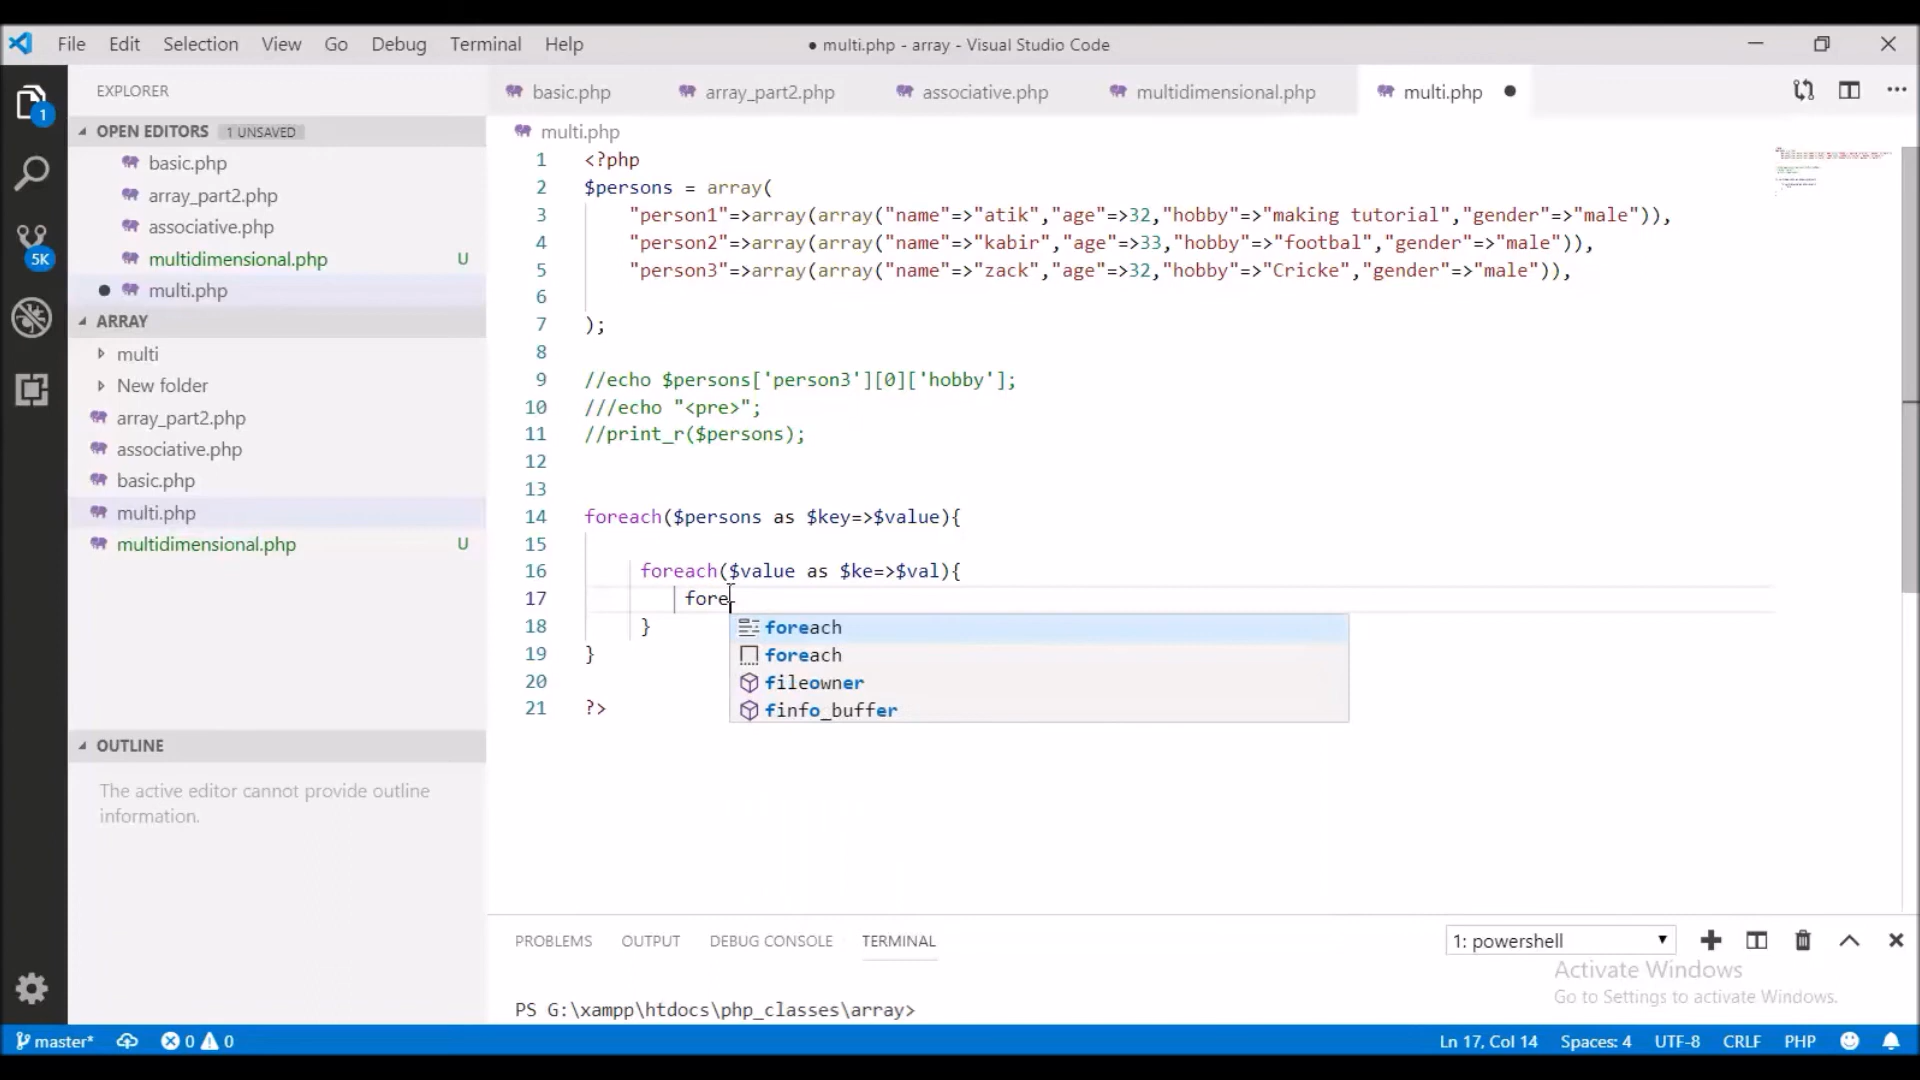 File Edit Selection View Go Debug Terminal Help
● multi.php - array - Visual Studio Code
EXPLORER
basic.php array_part2.php associative.php multidimensional.php multi.php ●
OPEN EDITORS 1 UNSAVED
basic.php
array_part2.php
associative.php
multidimensional.php U
● multi.php
ARRAY
multi
New folder
array_part2.php
associative.php
basic.php
multi.php
multidimensional.php U
OUTLINE
The active editor cannot provide outline
information.
1
5K
multi.php
1 <?php
2 $persons = array(
3 "person1"=>array(array("name"=>"atik","age"=>32,"hobby"=>"making tutorial","gender"=>"male")),
4 "person2"=>array(array("name"=>"kabir","age"=>33,"hobby"=>"footbal","gender"=>"male")),
5 "person3"=>array(array("name"=>"zack","age"=>32,"hobby"=>"Cricke","gender"=>"male")),
6
7 );
8
9 //echo $persons['person3'][0]['hobby'];
10 ///echo "<pre>";
11 //print_r($persons);
12
13
14 foreach($persons as $key=>$value){
15
16 foreach($value as $ke=>$val){
17 fore
18 }
19 }
20
21 ?>
foreach
foreach
fileowner
finfo_buffer
PROBLEMS OUTPUT DEBUG CONSOLE TERMINAL
1: powershell
Activate Windows
Go to Settings to activate Windows.
PS G:\xampp\htdocs\php_classes\array>
master* 0 0
Ln 17, Col 14 Spaces: 4 UTF-8 CRLF PHP